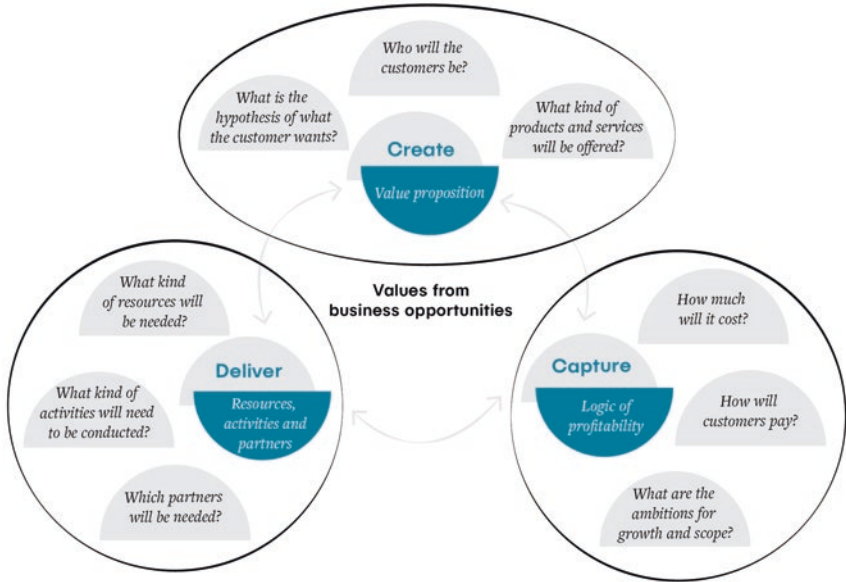 Who will the
customers be?
What is the
hypothesis of what
the customer wants?
What kind of
products and services
will be offered?
Create
Value proposition
Values from
business opportunities
What kind
of resources will
be needed?
Deliver
Resources,
activities and
partners
What kind of
activities will need
to be conducted?
Which partners
will be needed?
How much
will it cost?
Capture
Logic of
profitability
How will
customers pay?
What are the
ambitions for
growth and scope?